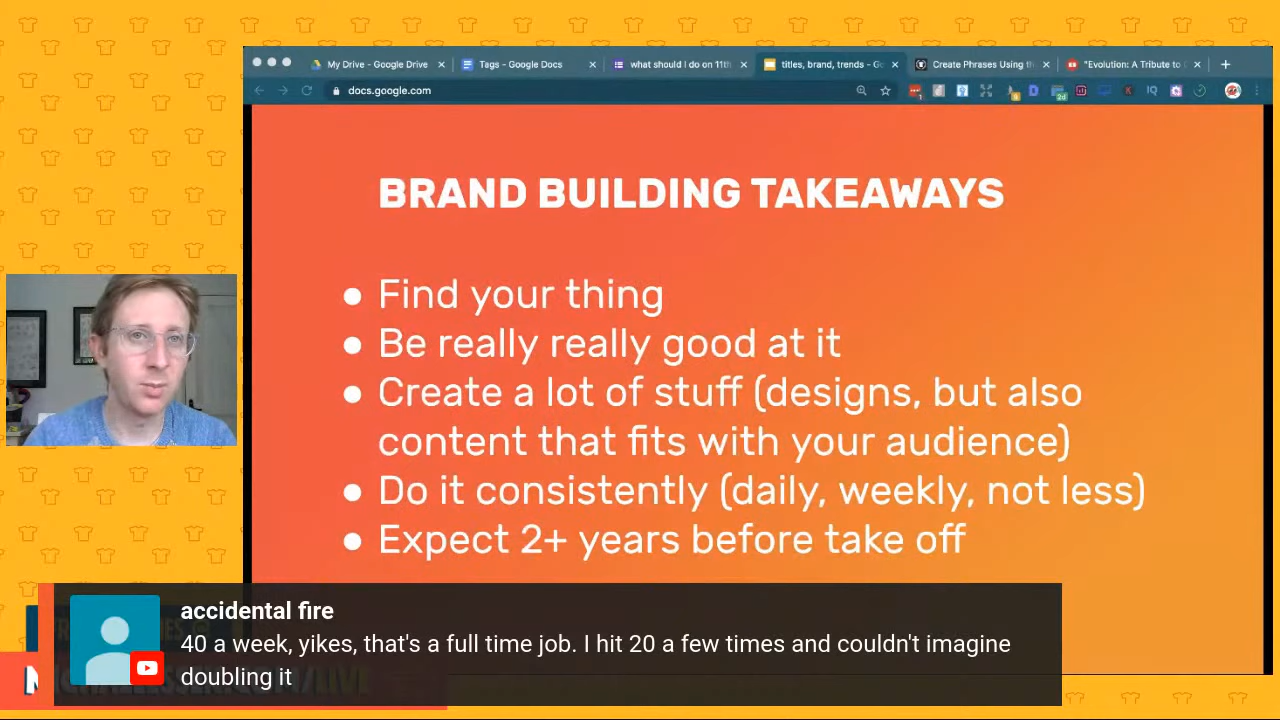 My Drive - Google Drive
Tags - Google Docs
what should I do on 11th
titles, brand, trends - Go
Create Phrases Using th
"Evolution: A Tribute to
docs.google.com
BRAND BUILDING TAKEAWAYS
● Find your thing
● Be really really good at it
● Create a lot of stuff (designs, but also
content that fits with your audience)
● Do it consistently (daily, weekly, not less)
● Expect 2+ years before take off
accidental fire
40 a week, yikes, that's a full time job. I hit 20 a few times and couldn't imagine
doubling it